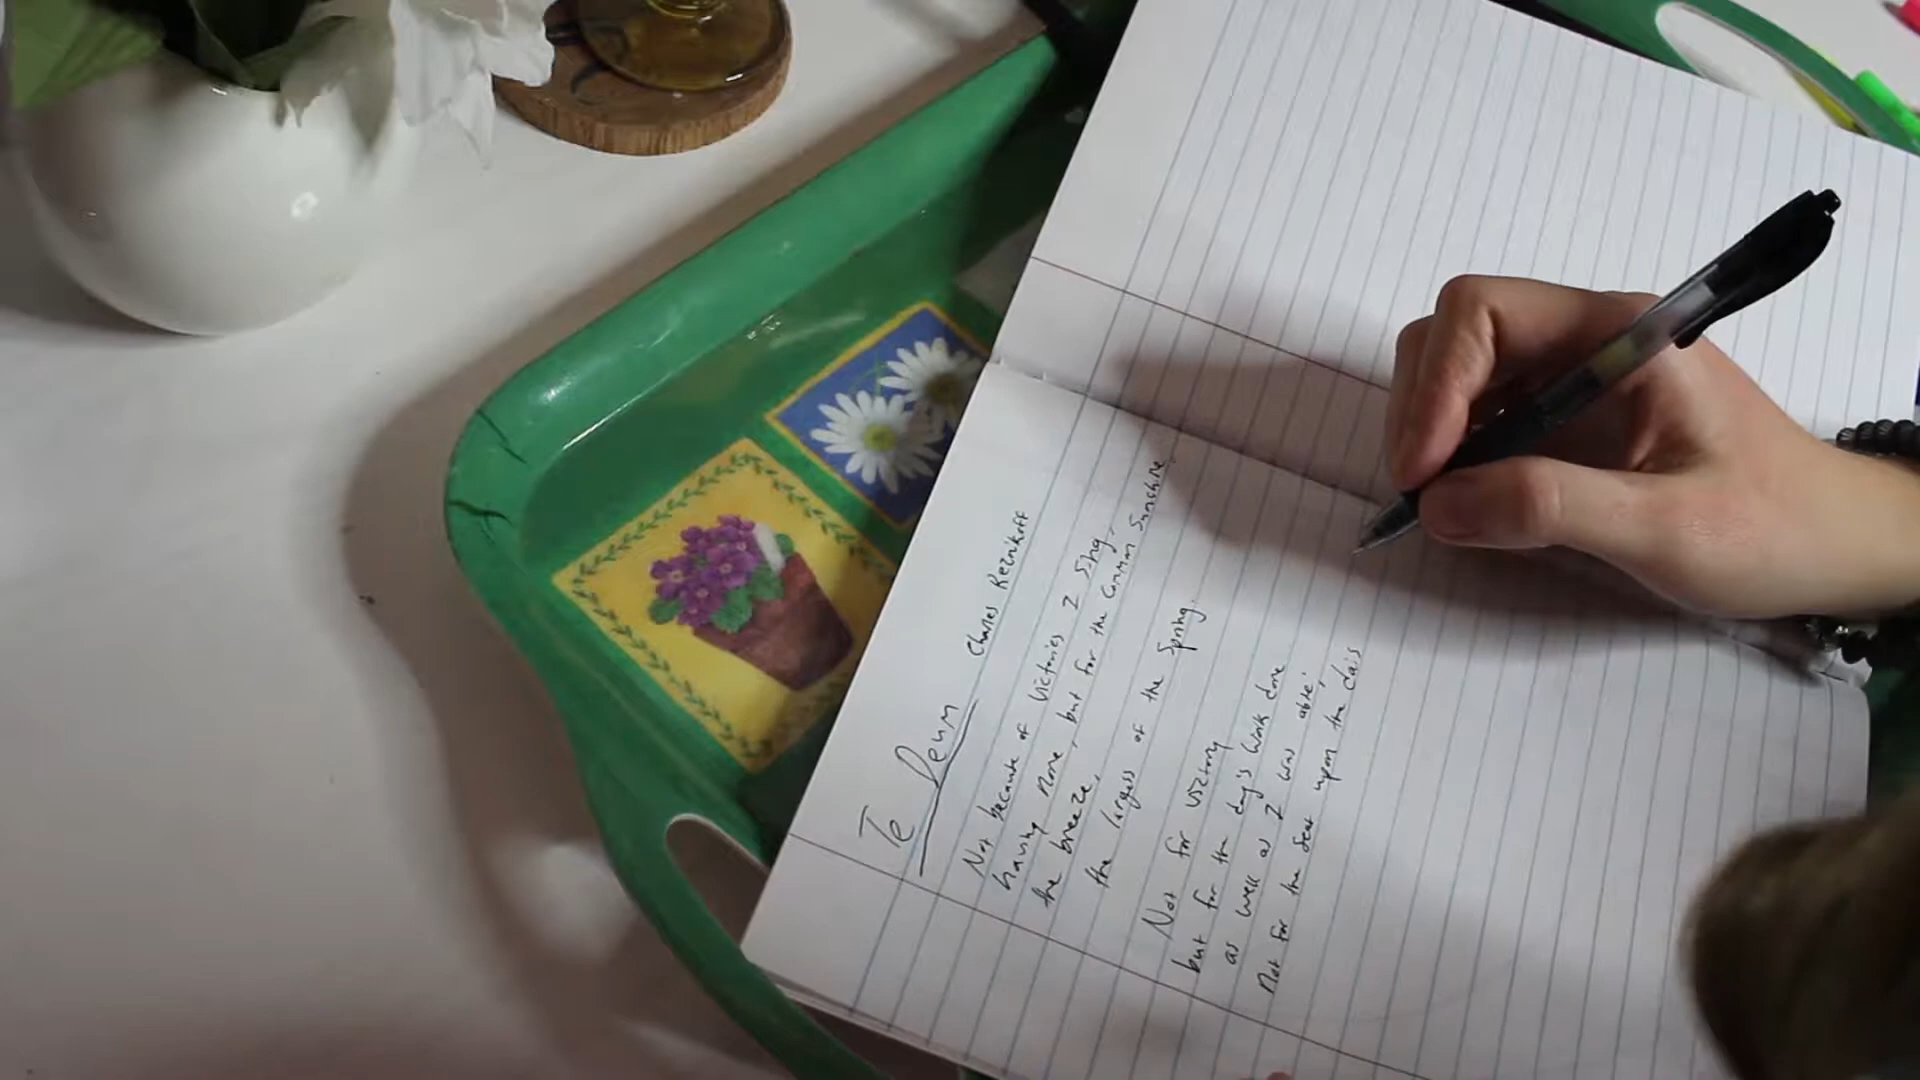 Te Deum Charles Reznikoff
Not because of victories I sing,
having none, but for the common sunshine,
the breeze,
the largess of the spring.
Not for victory
but for the day's work done
as well as I was able;
not for the seat upon the dais